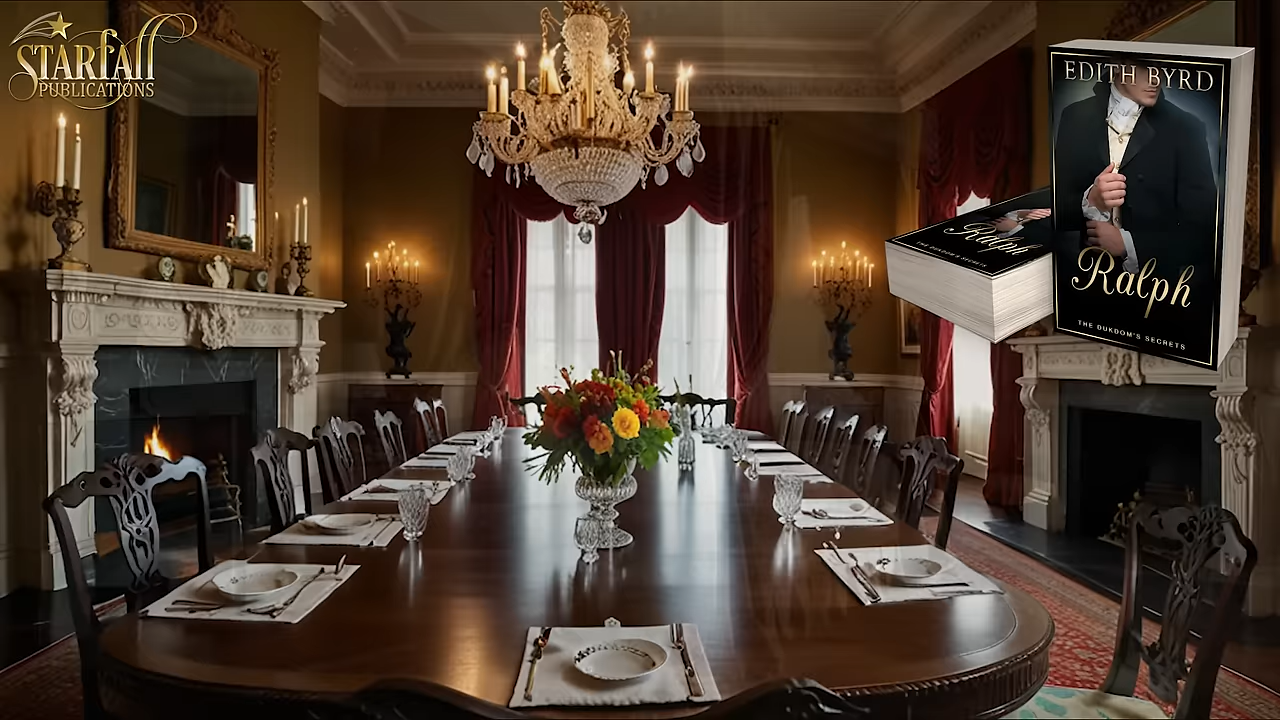 STARfall
PUBLICATIONS
EDITH BYRD
Ralph
THE DUKDOM'S SECRETS
Ralph
THE DUKDOM'S SECRETS